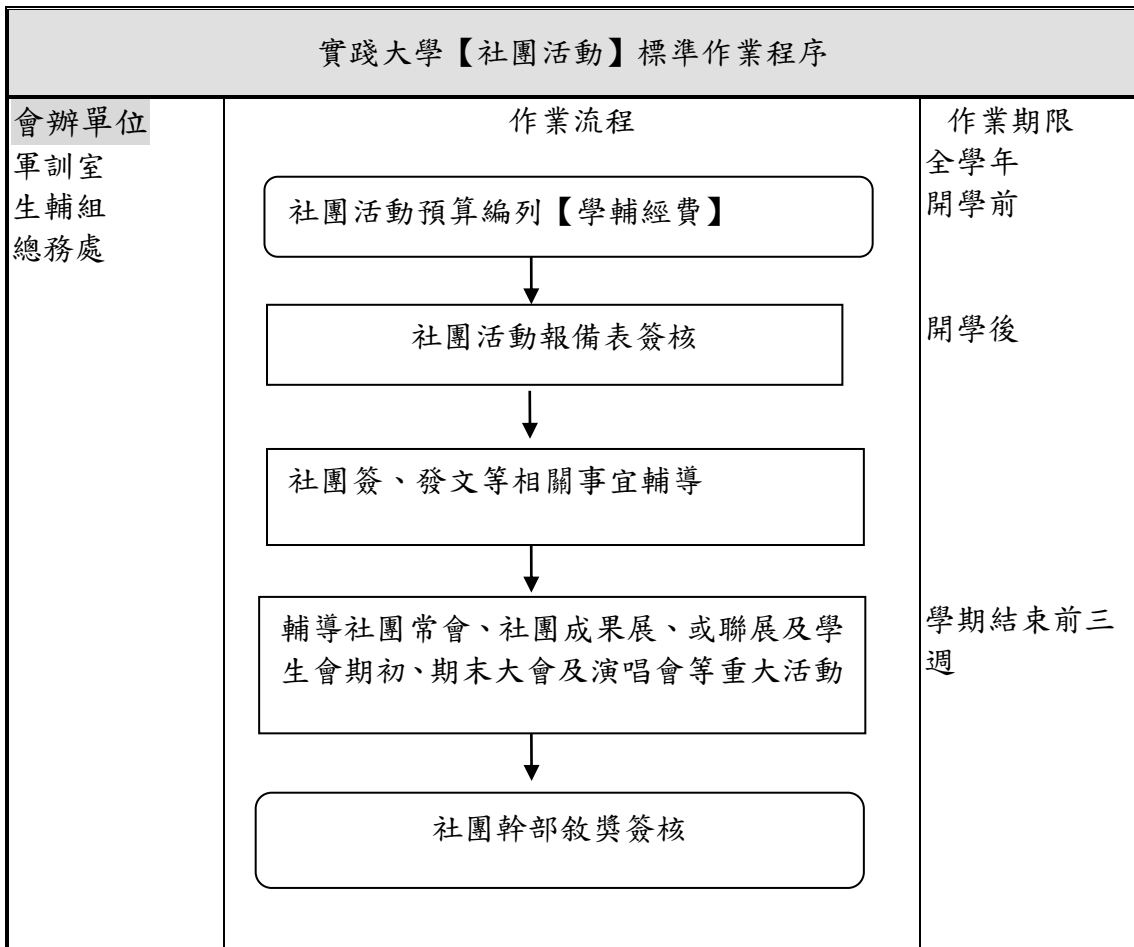 實踐大學【社團活動】標準作業程序
會辦單位
軍訓室
生輔組
總務處
作業流程
社團活動預算編列【學輔經費】
社團活動報備表簽核
社團簽、發文等相關事宜輔導
輔導社團常會、社團成果展、或聯展及學
生會期初、期末大會及演唱會等重大活動
社團幹部敘獎簽核
作業期限
全學年
開學前
開學後
學期結束前三
週